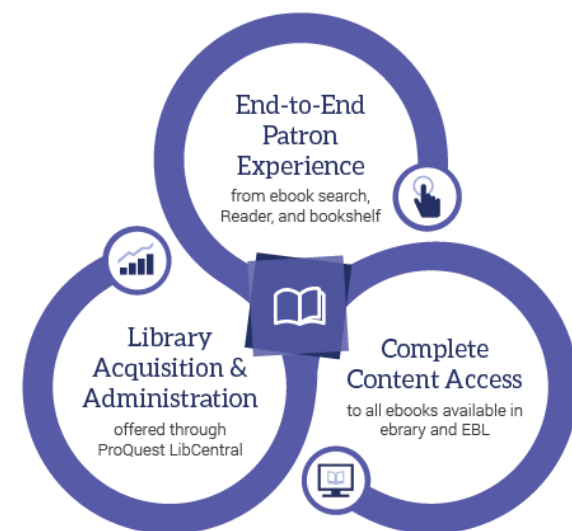 End-to-End
Patron
Experience
from ebook search,
Reader, and bookshelf
Library
Acquisition &
Administration
offered through
ProQuest LibCentral
Complete
Content Access
to all ebooks available in
ebrary and EBL